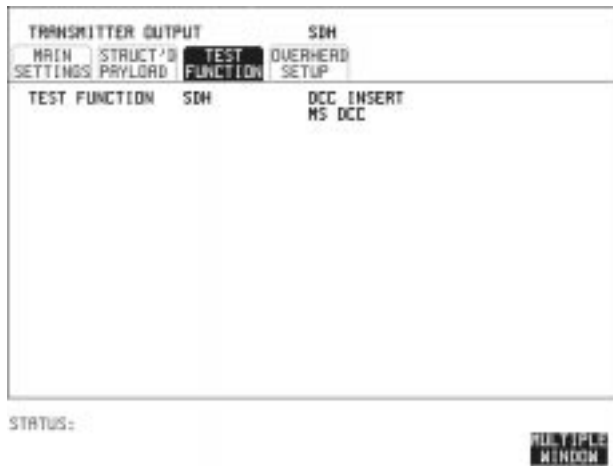 TRANSMITTER OUTPUT SDH
MAIN SETTINGS
STRUCT'D PAYLOAD
TEST FUNCTION
OVERHEAD SETUP
TEST FUNCTION SDH DCC INSERT
MS DCC
STATUS:
MULTIPLE WINDOW